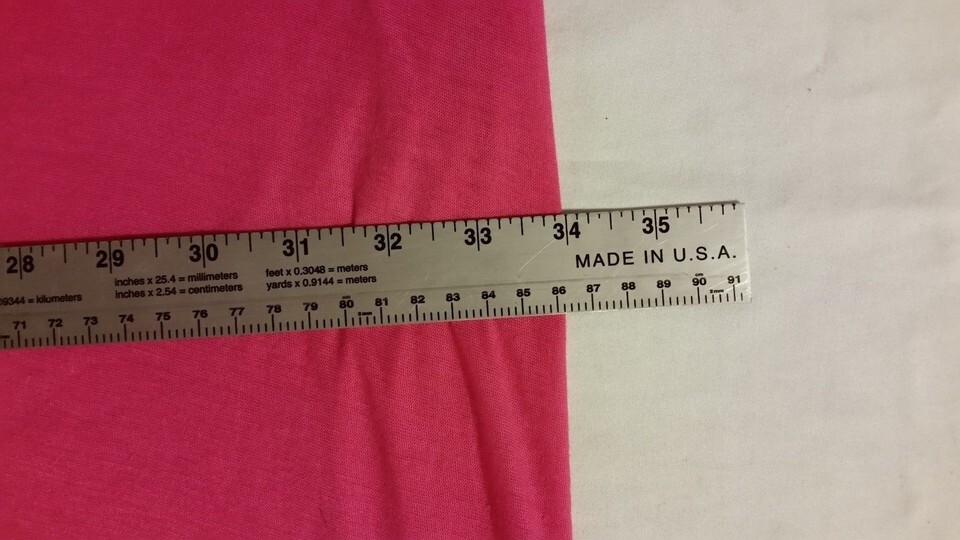 28 29 30 31 32 33 34 35
inches x 25.4 = millimeters feet x 0.3048 = meters MADE IN U.S.A.
09344 = kilumeters inches x 2.54 = centimeters yards x 0.9144 = meters
71 72 73 74 75 76 77 78 79 80 81 82 83 84 85 86 87 88 89 90 91